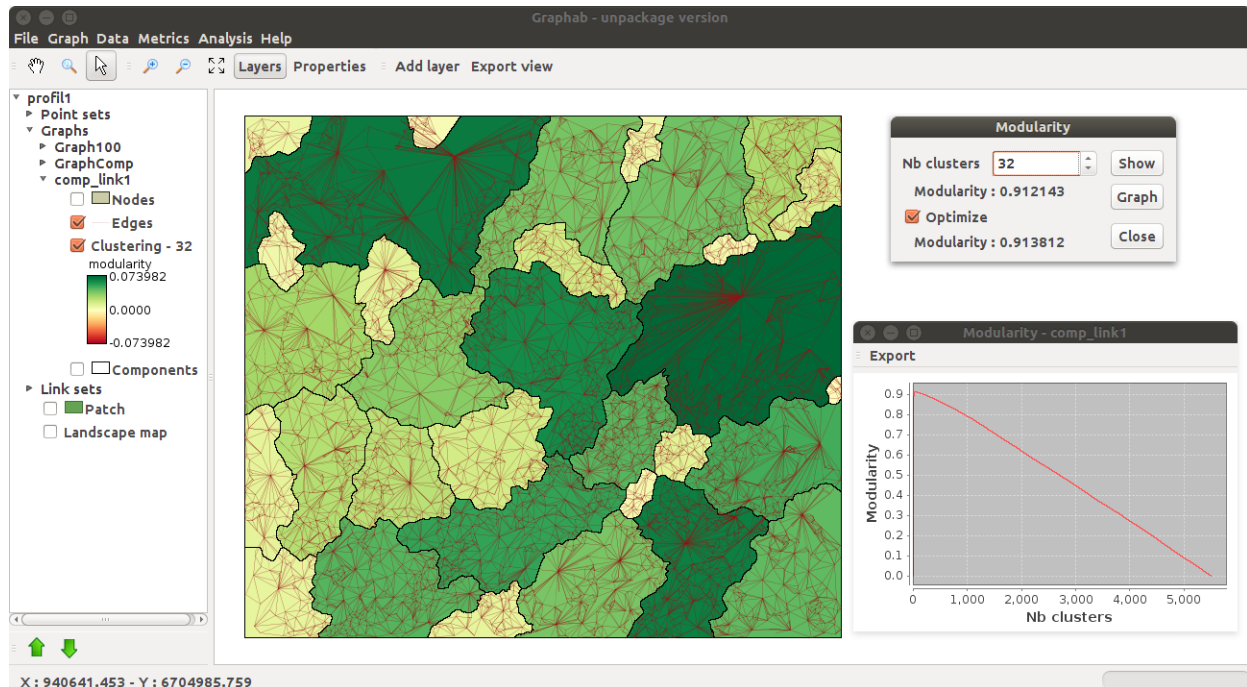 Graphab - unpackage version
File Graph Data Metrics Analysis Help
Layers Properties Add layer Export view
profil1
Point sets
Graphs
Graph100
GraphComp
comp_link1
Nodes
Edges
Clustering - 32
modularity
0.073982
0.0000
-0.073982
Components
Link sets
Patch
Landscape map
Modularity
Nb clusters 32 Show
Modularity : 0.912143
Graph
Optimize
Modularity : 0.913812
Close
Modularity - comp_link1
Export
Modularity
0.9
0.8
0.7
0.6
0.5
0.4
0.3
0.2
0.1
0.0
0 1,000 2,000 3,000 4,000 5,000
Nb clusters
X : 940641.453 - Y : 6704985.759